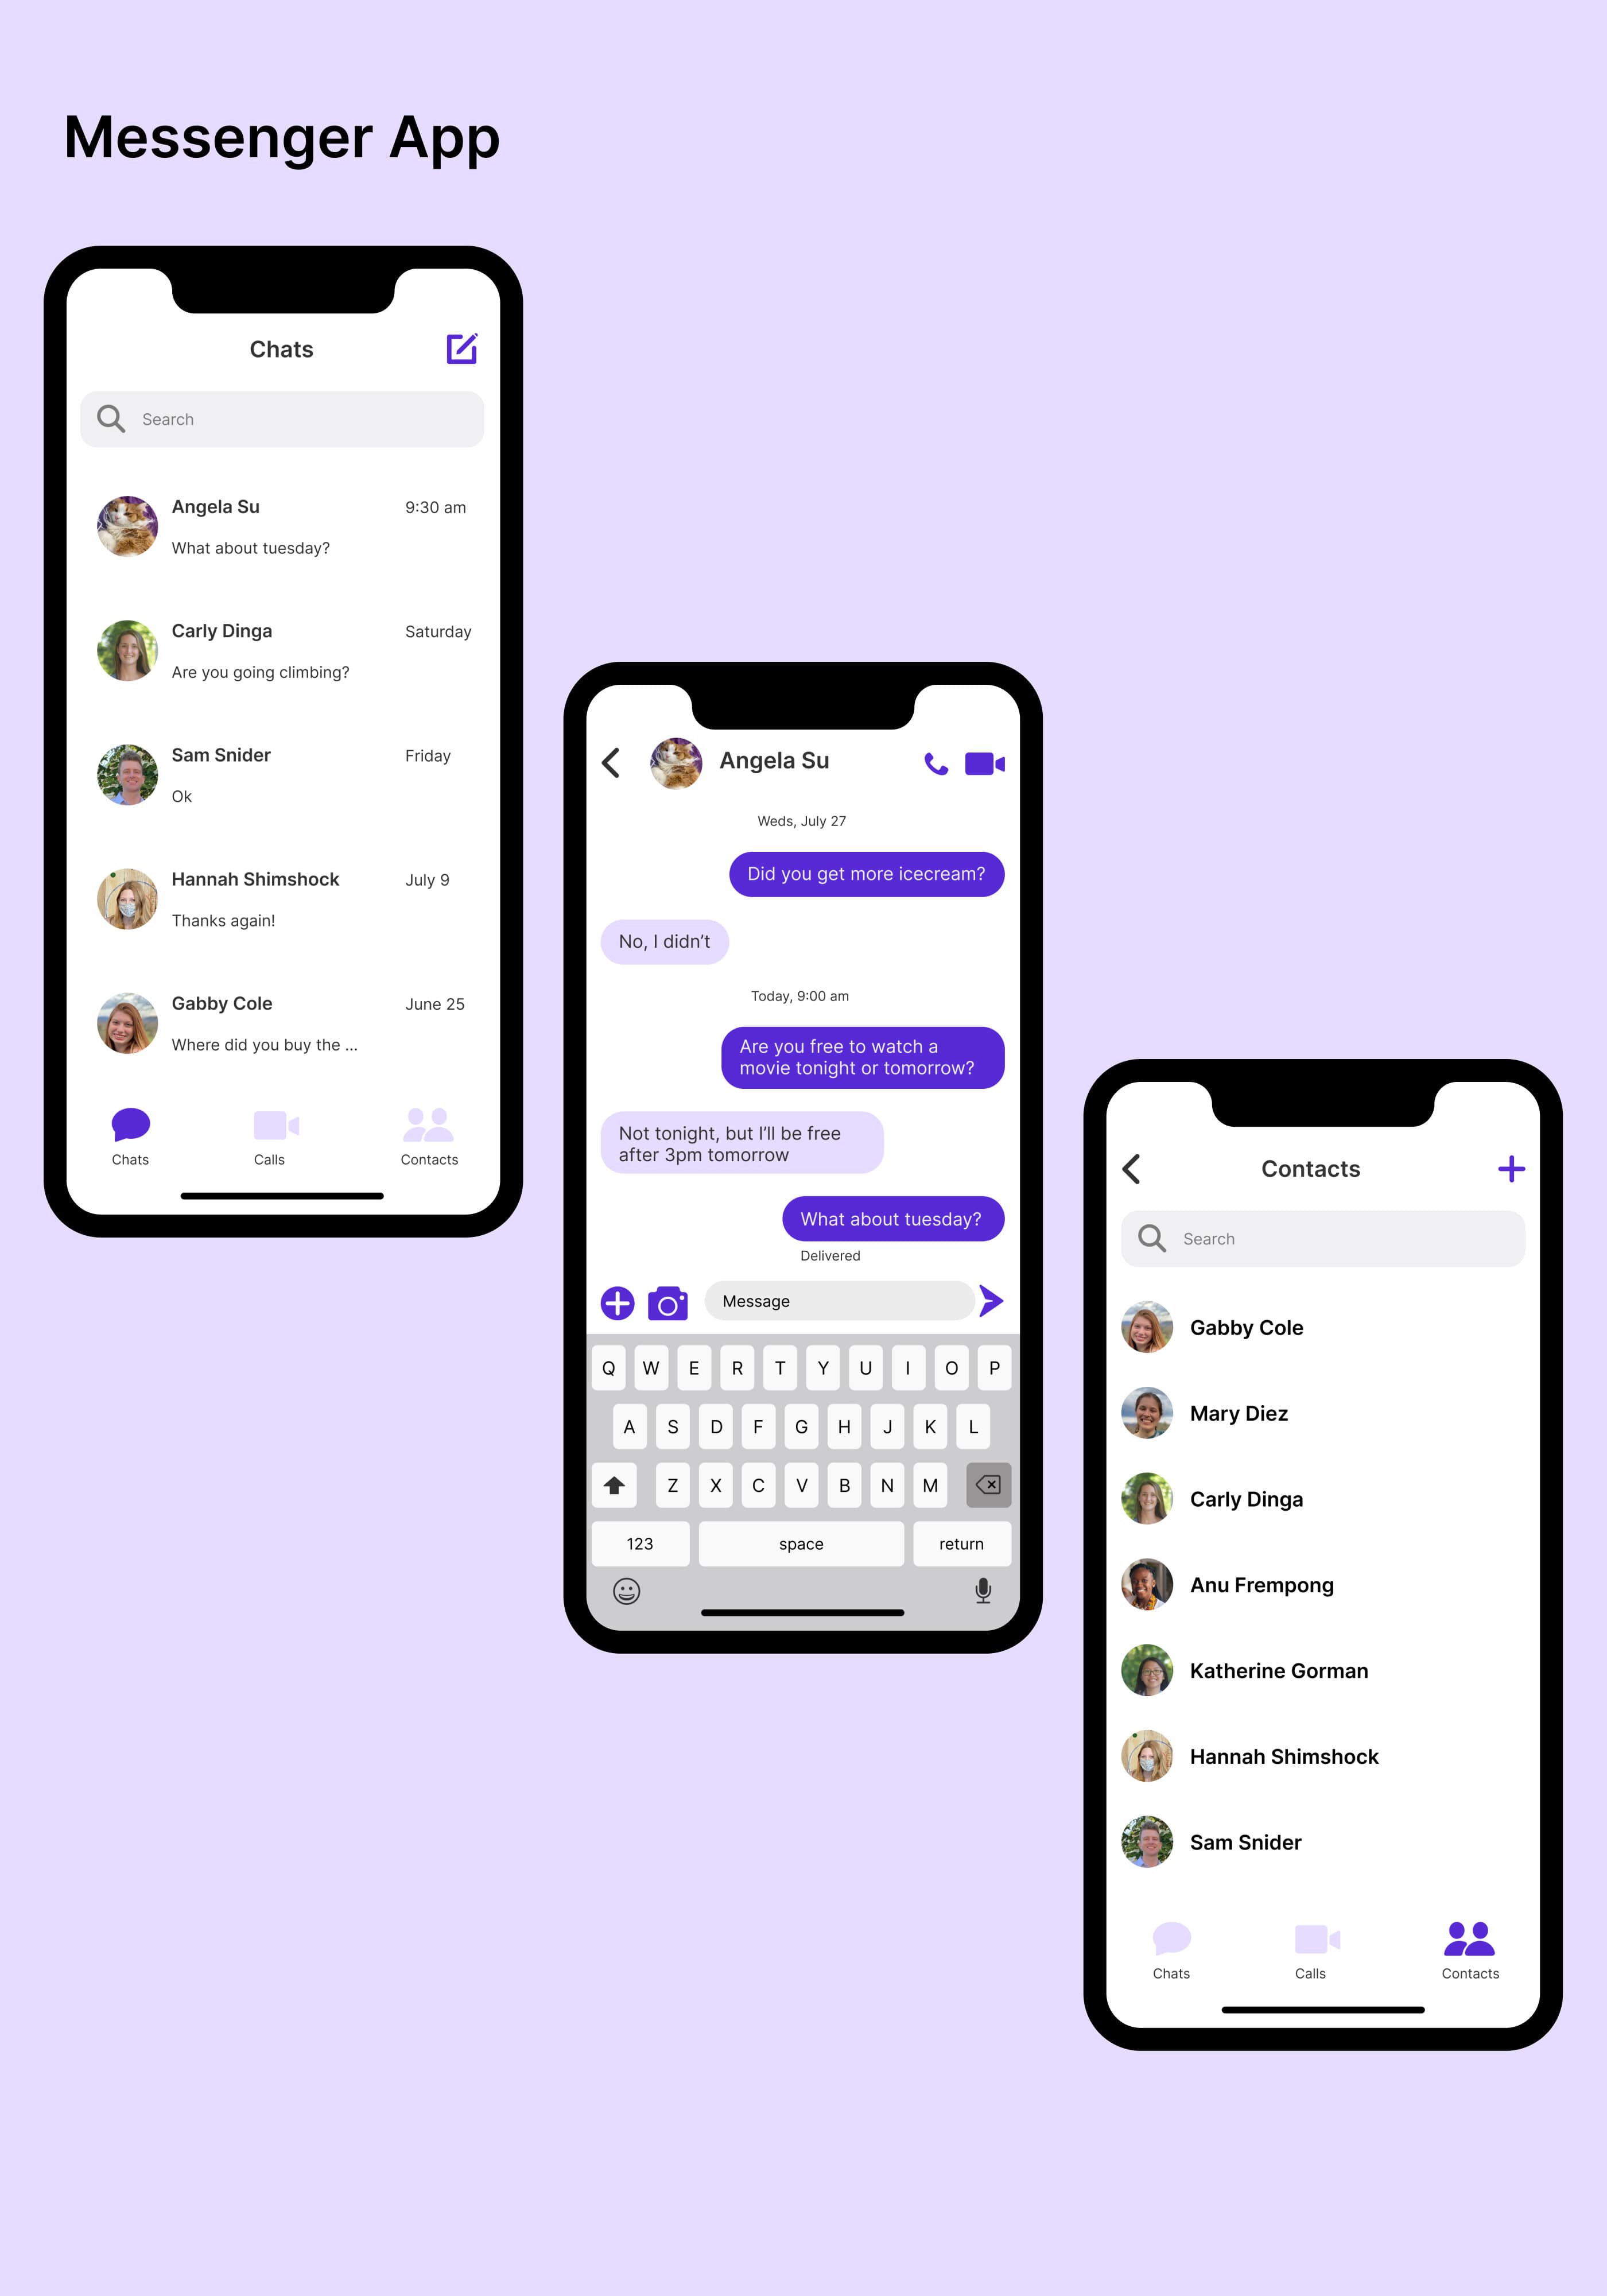 Messenger App
Chats
Search
Angela Su
9:30 am
What about tuesday?
Carly Dinga
Saturday
Are you going climbing?
Sam Snider
Friday
Ok
Hannah Shimshock
July 9
Thanks again!
Gabby Cole
June 25
Where did you buy the ...
Chats
Calls
Contacts
Angela Su
Weds, July 27
Did you get more icecream?
No, I didn’t
Today, 9:00 am
Are you free to watch a
movie tonight or tomorrow?
Not tonight, but I’ll be free
after 3pm tomorrow
What about tuesday?
Delivered
Message
Q W E R T Y U I O P
A S D F G H J K L
Z X C V B N M
123 space return
Contacts
Search
Gabby Cole
Mary Diez
Carly Dinga
Anu Frempong
Katherine Gorman
Hannah Shimshock
Sam Snider
Chats
Calls
Contacts